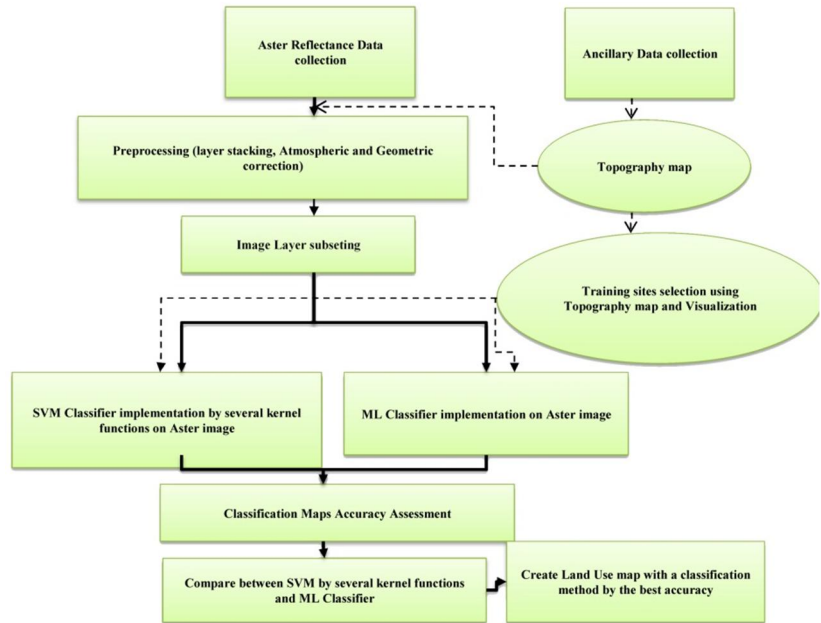 Aster Reflectance Data
collection
Ancillary Data collection
Preprocessing (layer stacking, Atmospheric and Geometric
correction)
Topography map
Image Layer subseting
Training sites selection using
Topography map and Visualization
SVM Classifier implementation by several kernel
functions on Aster image
ML Classifier implementation on Aster image
Classification Maps Accuracy Assessment
Compare between SVM by several kernel functions
and ML Classifier
Create Land Use map with a classification
method by the best accuracy